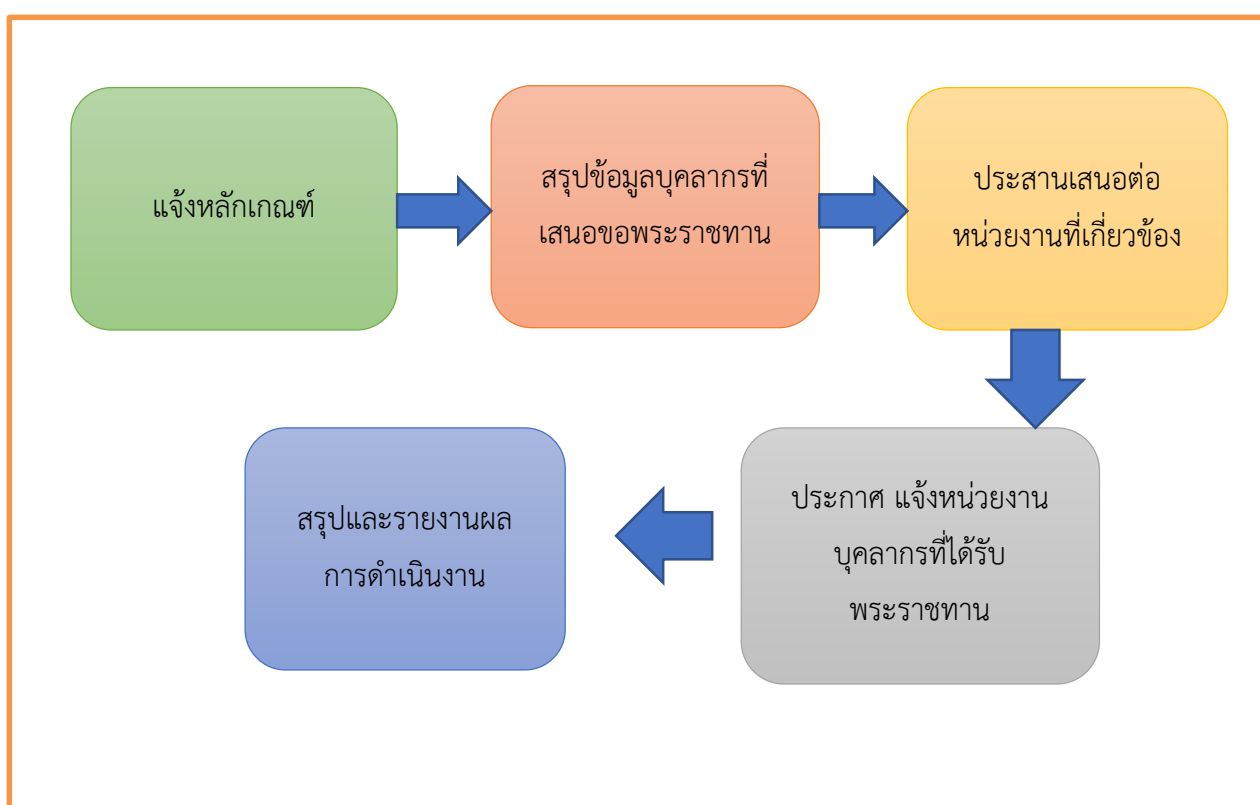 แจ้งหลักเกณฑ์
สรุปข้อมูลบุคลากรที่
เสนอขอพระราชทาน
ประสานเสนอต่อ
หน่วยงานที่เกี่ยวข้อง
ประกาศ แจ้งหน่วยงาน
บุคลากรที่ได้รับ
พระราชทาน
สรุปและรายงานผล
การดำเนินงาน